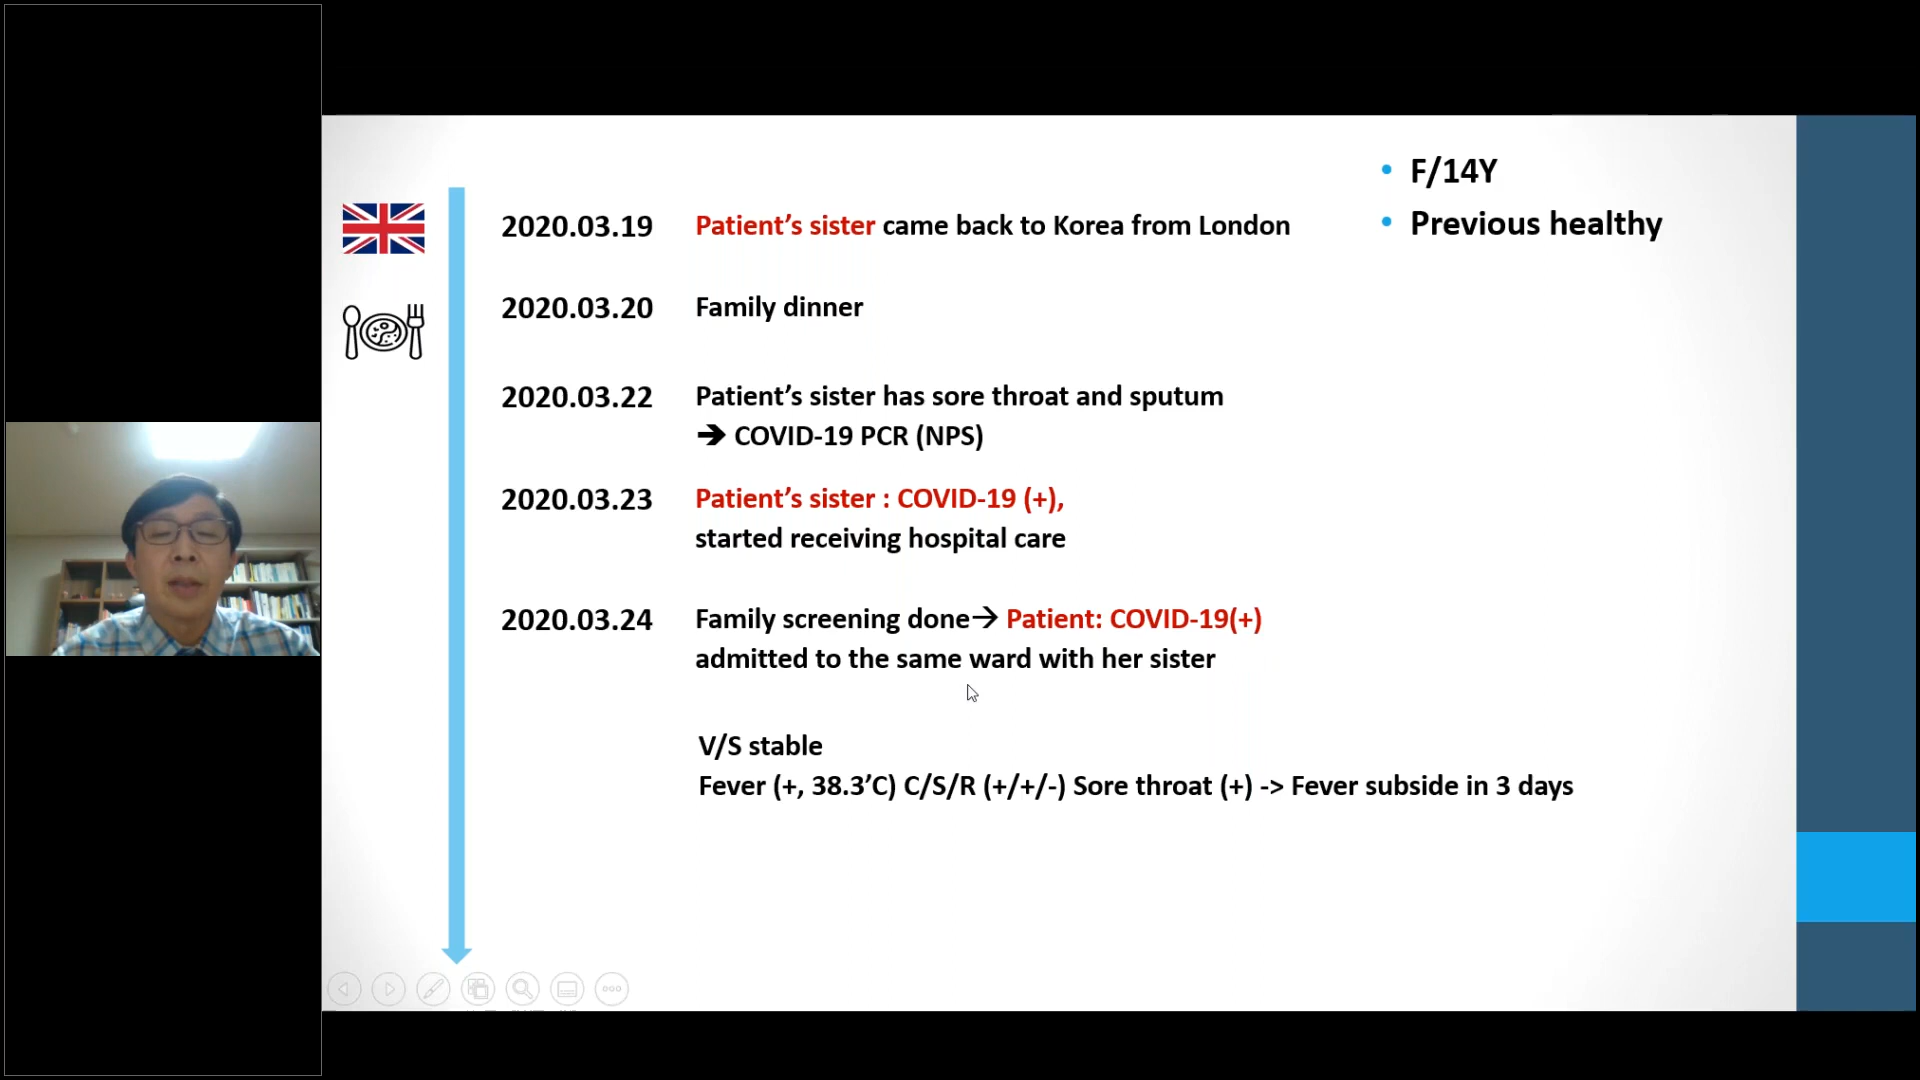 • F/14Y
• Previous healthy
2020.03.19 Patient's sister came back to Korea from London
2020.03.20 Family dinner
2020.03.22 Patient's sister has sore throat and sputum
➔ COVID-19 PCR (NPS)
2020.03.23 Patient's sister : COVID-19 (+),
started receiving hospital care
2020.03.24 Family screening done→ Patient: COVID-19(+)
admitted to the same ward with her sister
V/S stable
Fever (+, 38.3'C) C/S/R (+/+/-) Sore throat (+) -> Fever subside in 3 days